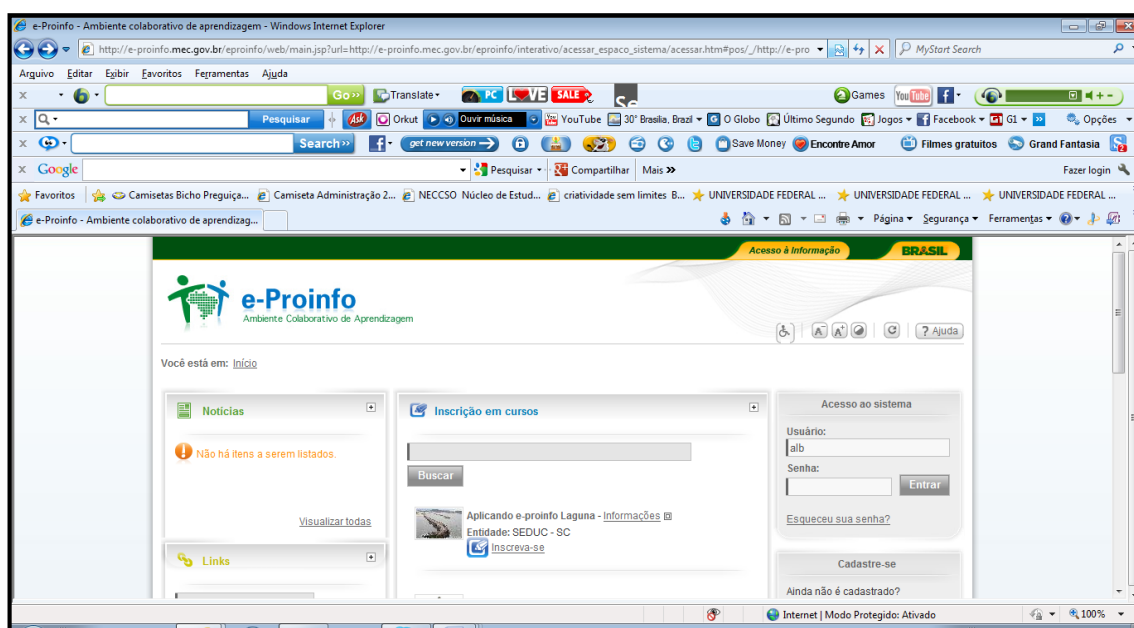 e-Proinfo - Ambiente colaborativo de aprendizagem - Windows Internet Explorer
http://e-proinfo.mec.gov.br/eproinfo/web/main.jsp?url=http://e-proinfo.mec.gov.br/eproinfo/interativo/acessar_espaco_sistema/acessar.htm#pos/_/http://e-pro MyStart Search
Arquivo Editar Exibir Favoritos Ferramentas Ajuda
x Go Translate PC LOVE SALE Se Games YouTube
x Pesquisar Ask Orkut Ouvir música YouTube 30° Brasilia, Brazil O Globo Último Segundo Jogos Facebook G1 Opções
x Search get new version Save Money Encontre Amor Filmes gratuitos Grand Fantasia
x Google Pesquisar Compartilhar Mais » Fazer login
Favoritos Camisetas Bicho Preguiça... Camiseta Administração 2... NECCSO Núcleo de Estud... criatividade sem limites B... UNIVERSIDADE FEDERAL ... UNIVERSIDADE FEDERAL ... UNIVERSIDADE FEDERAL ...
e-Proinfo - Ambiente colaborativo de aprendizag... Página Segurança Ferramentas
Acesso à Informação BRASIL
e-Proinfo
Ambiente Colaborativo de Aprendizagem
A- A+ ? Ajuda
Você está em: Início
Notícias
Não há itens a serem listados.
Visualizar todas
Links
Inscrição em cursos
Buscar
Aplicando e-proinfo Laguna - Informações
Entidade: SEDUC - SC
Inscreva-se
Acesso ao sistema
Usuário:
alb
Senha:
Entrar
Esqueceu sua senha?
Cadastre-se
Ainda não é cadastrado?
Internet | Modo Protegido: Ativado 100%